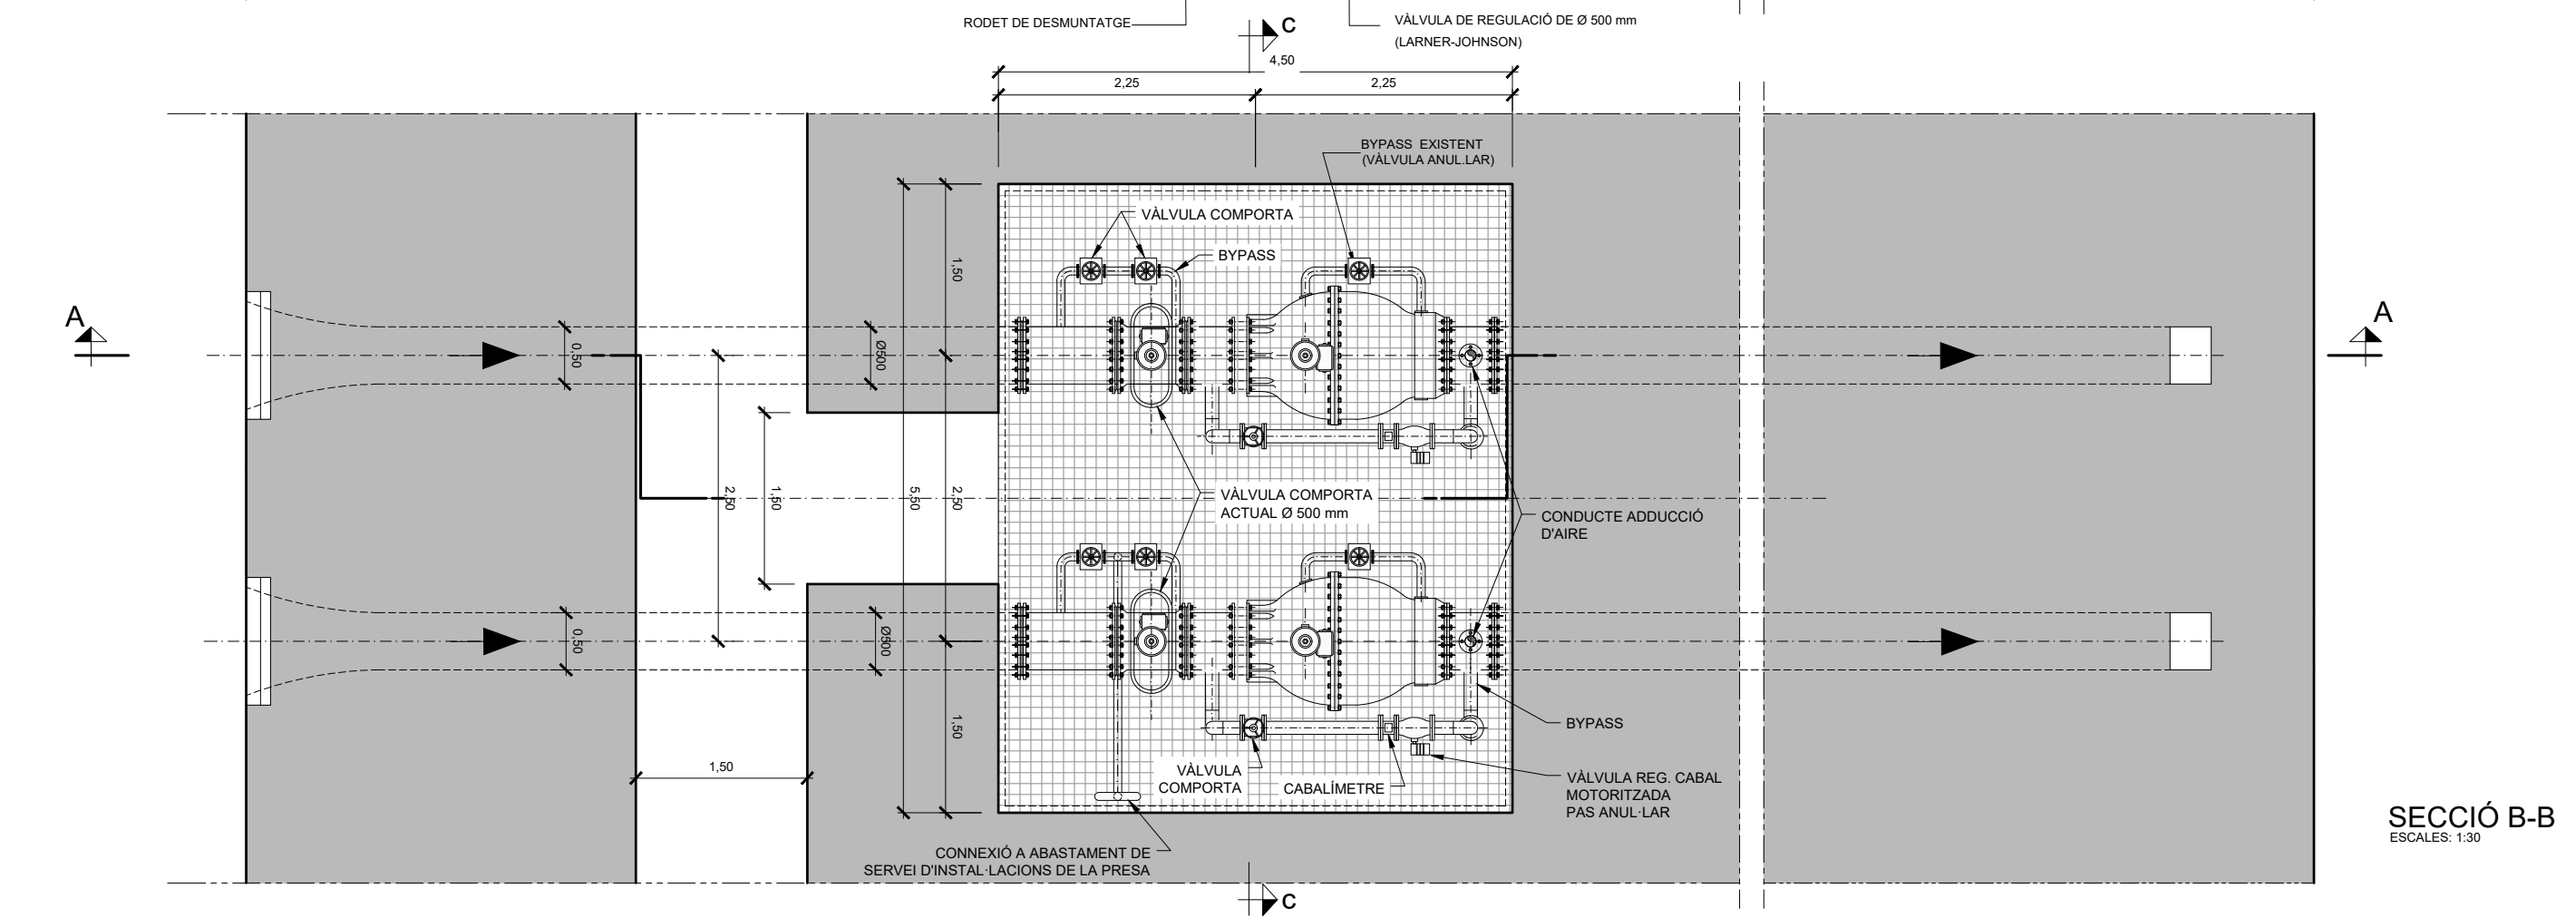 RODET DE DESMUNTATGE
VÀLVULA DE REGULACIÓ DE Ø 500 mm
(LARNER-JOHNSON)
C
4,50
2,25
2,25
BYPASS EXISTENT
(VÀLVULA ANUL.LAR)
VÀLVULA COMPORTA
BYPASS
1,50
A
A
0,50
Ø500
2,50
1,50
5,50
2,50
VÀLVULA COMPORTA
ACTUAL Ø 500 mm
CONDUCTE ADDUCCIÓ
D'AIRE
0,50
Ø500
1,50
BYPASS
1,50
VÀLVULA
COMPORTA
CABALÍMETRE
VÀLVULA REG. CABAL
MOTORITZADA
PAS ANUL·LAR
SECCIÓ B-B
ESCALES: 1:30
CONNEXIÓ A ABASTAMENT DE
SERVEI D'INSTAL·LACIONS DE LA PRESA
C